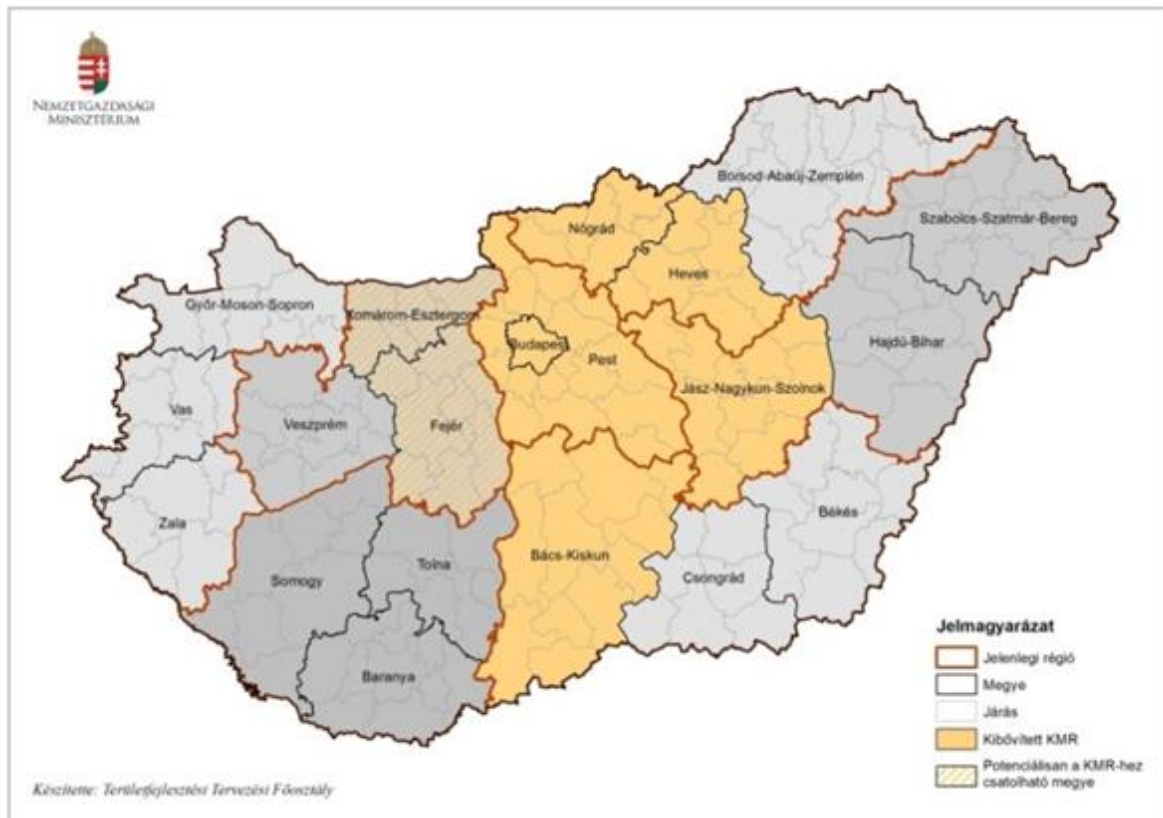 NEMZETGAZDASÁGI
MINISZTÉRIUM
Borsod-Abaúj-Zemplén
Szabolcs-Szatmár-Bereg
Nógrád
Heves
Győr-Moson-Sopron
Komárom-Esztergom
Budapest
Pest
Hajdú-Bihar
Jász-Nagykun-Szolnok
Vas
Veszprém
Fejér
Zala
Békés
Somogy
Tolna
Bács-Kiskun
Csongrád
Baranya
Jelmagyarázat
Jelenlegi régió
Megye
Járás
Kibővített KMR
Potenciálisan a KMR-hez
csatolható megye
Készítette: Területfejlesztési Tervezési Főosztály